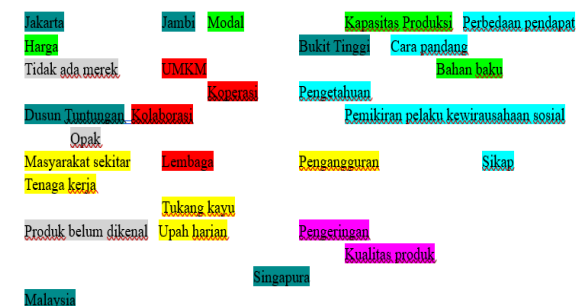 Jakarta Jambi Modal Kapasitas Produksi Perbedaan pendapat
Harga Bukit Tinggi Cara pandang
Tidak ada merek UMKM Bahan baku
Koperasi Pengetahuan
Dusun Tuntungan Kolaborasi Pemikiran pelaku kewirausahaan sosial
Opak
Masyarakat sekitar Lembaga Pengangguran Sikap
Tenaga kerja
Tukang kayu
Produk belum dikenal Upah harian Pengeringan
Kualitas produk
Singapura
Malaysia